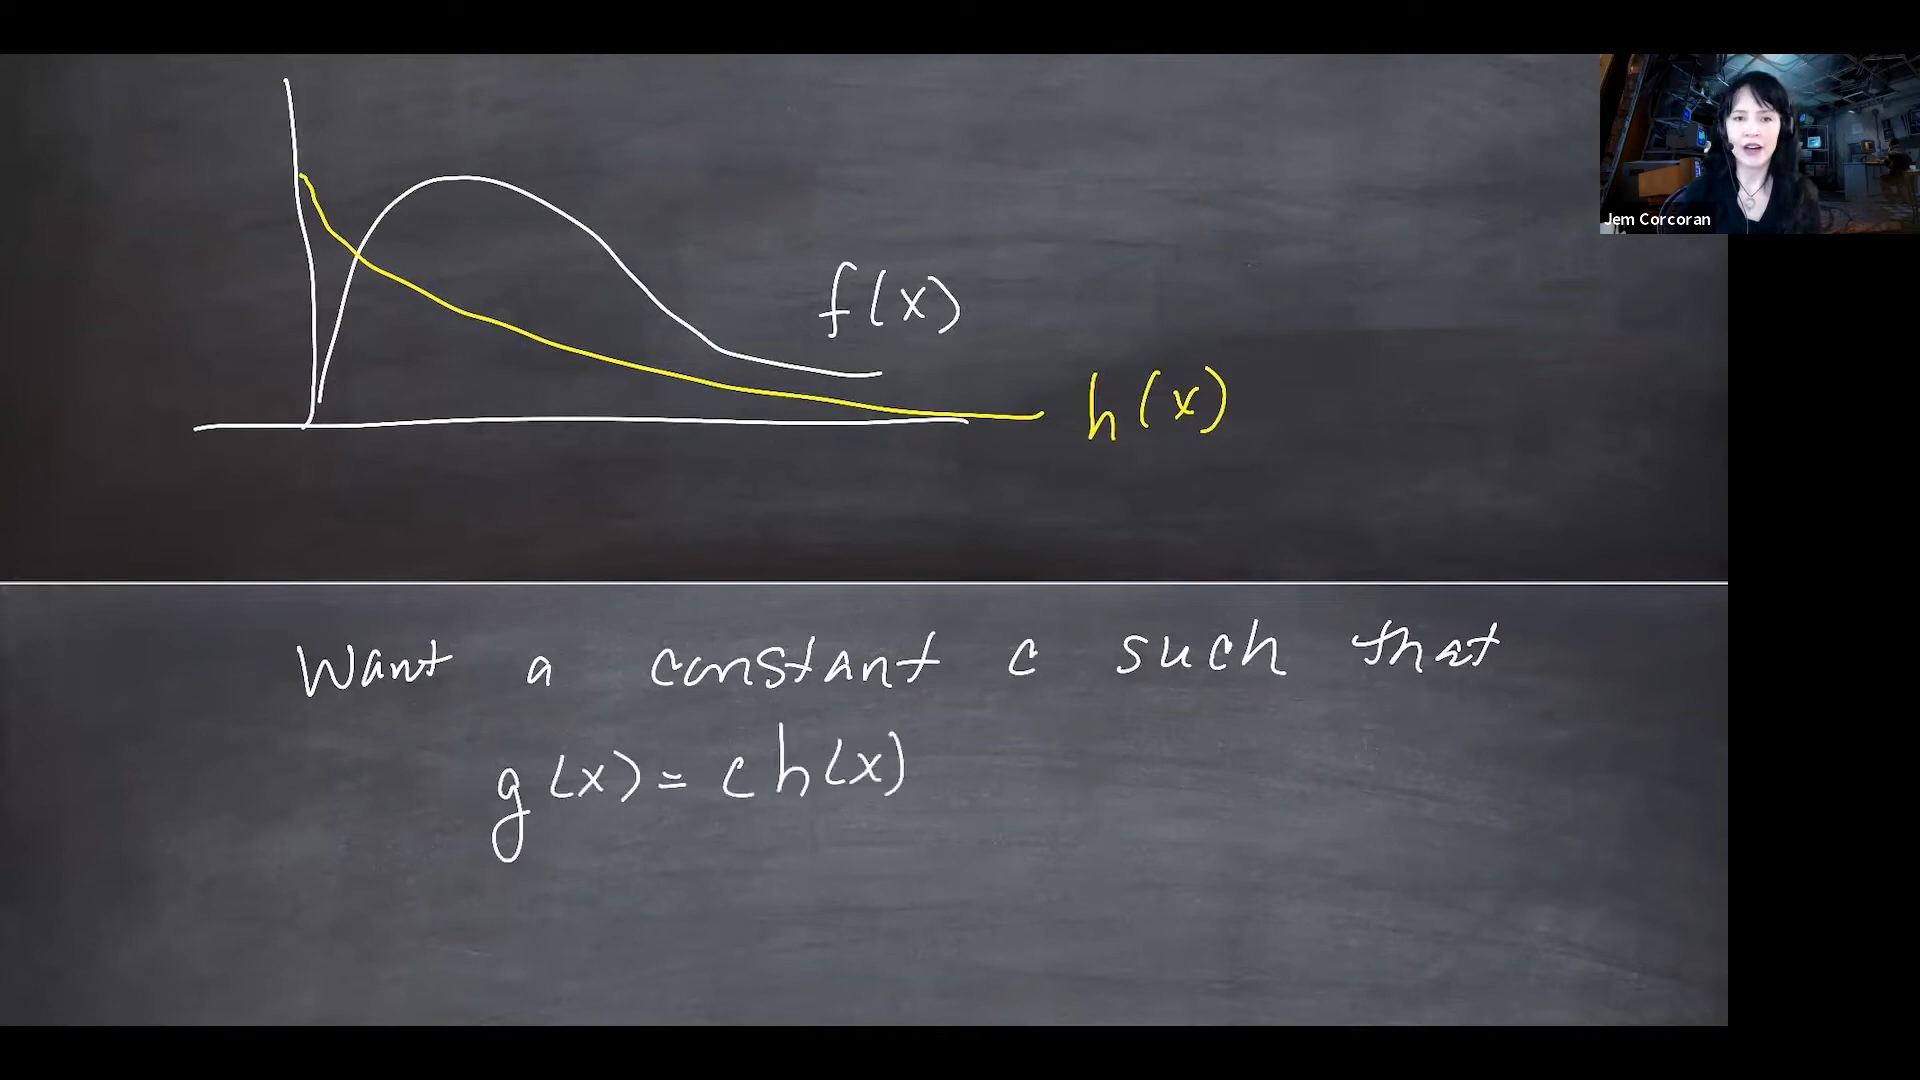 Jem Corcoran
f(x)
h(x)
Want a constant c such that
g(x) = c h(x)